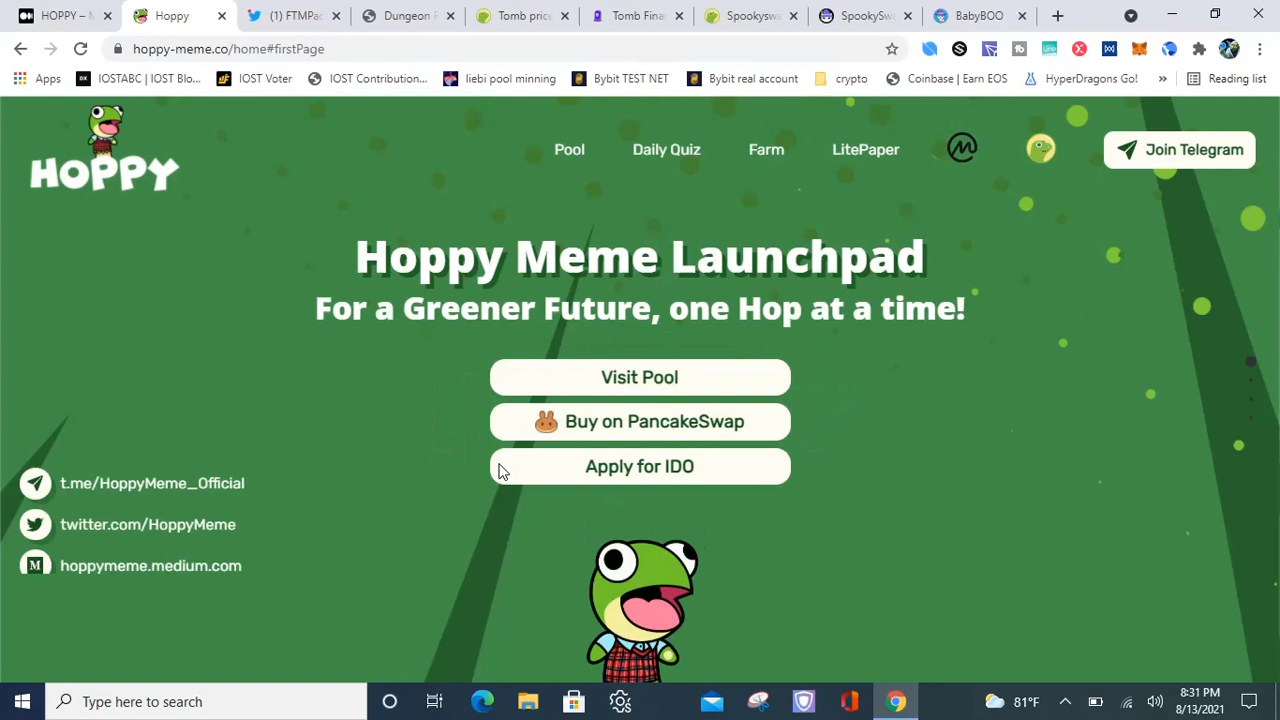 HOPPY – M
Hoppy
(1) FTMPa
Dungeon
Tomb price
Tomb Fina
Spookysw
SpookySw
BabyBOO
hoppy-meme.co/home#firstPage
Apps
IOSTABC | IOST Blo...
IOST Voter
IOST Contribution...
liebi pool minning
Bybit TEST NET
Bybit real account
crypto
Coinbase | Earn EOS
HyperDragons Go!
»
Reading list
HOPPY
Pool
Daily Quiz
Farm
LitePaper
Join Telegram
Hoppy Meme Launchpad
For a Greener Future, one Hop at a time!
Visit Pool
Buy on PancakeSwap
Apply for IDO
t.me/HoppyMeme_Official
twitter.com/HoppyMeme
hoppymeme.medium.com
Type here to search
81°F
8:31 PM
8/13/2021